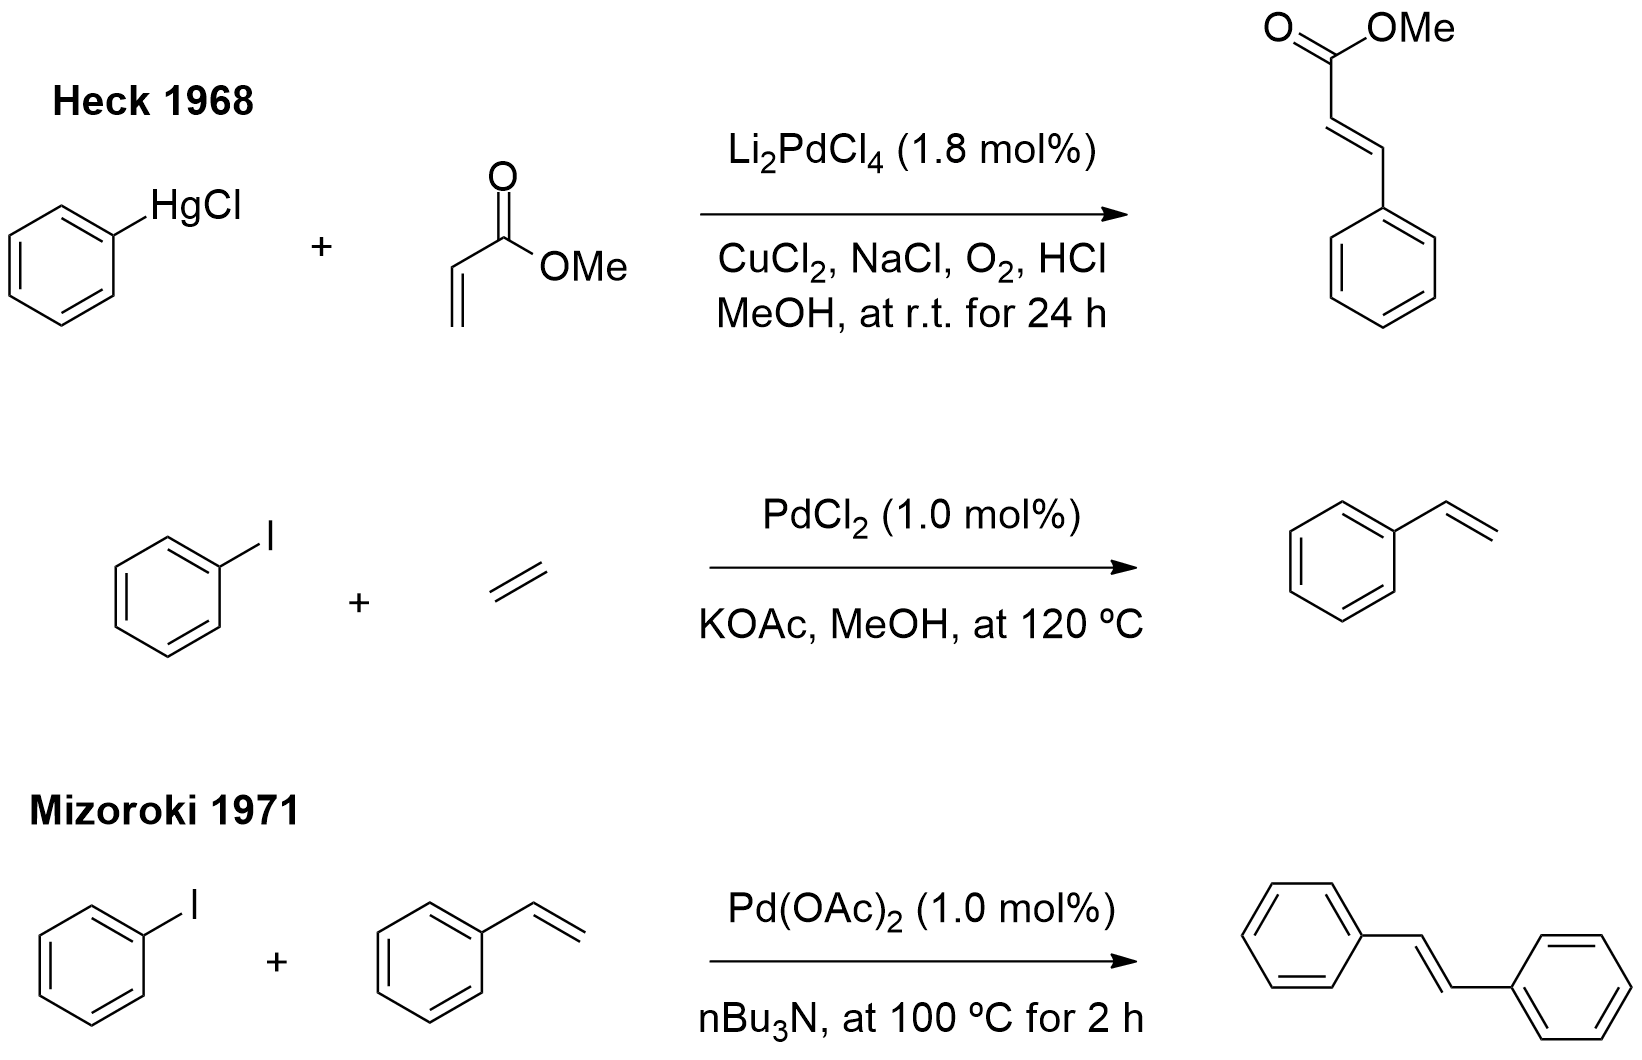 Heck 1968
HgCl
+
O
OMe
Li₂PdCl₄ (1.8 mol%)
CuCl₂, NaCl, O₂, HCl
MeOH, at r.t. for 24 h
O
OMe
I
+
PdCl₂ (1.0 mol%)
KOAc, MeOH, at 120 ºC
Mizoroki 1971
I
+
Pd(OAc)₂ (1.0 mol%)
nBu₃N, at 100 ºC for 2 h